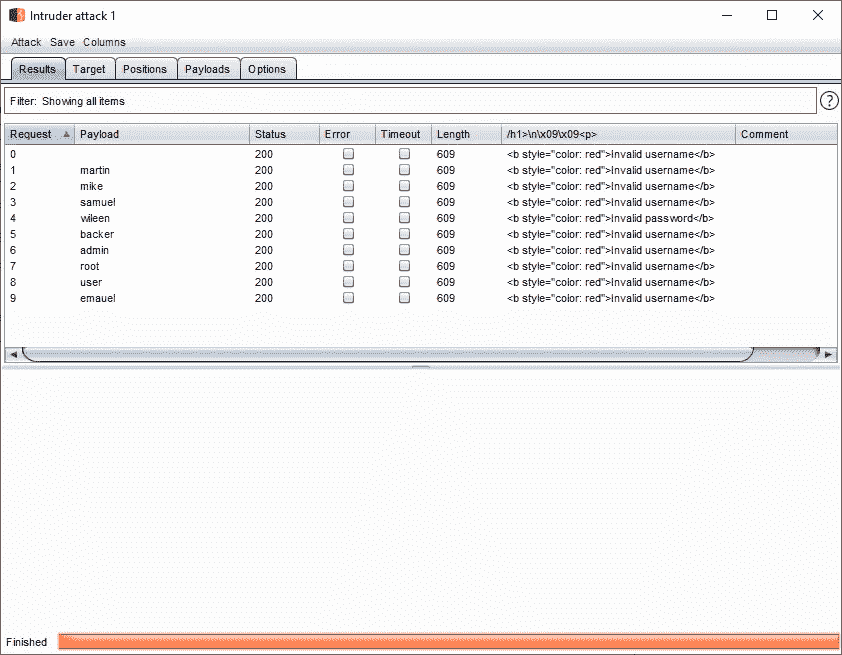 Intruder attack 1
Attack Save Columns
Results Target Positions Payloads Options
Filter: Showing all items ?
Request Payload Status Error Timeout Length /h1>\n\x09\x09<p> Comment
0 200 609 <b style="color: red">Invalid username</b>
1 martin 200 609 <b style="color: red">Invalid username</b>
2 mike 200 609 <b style="color: red">Invalid username</b>
3 samuel 200 609 <b style="color: red">Invalid username</b>
4 wileen 200 609 <b style="color: red">Invalid password</b>
5 backer 200 609 <b style="color: red">Invalid username</b>
6 admin 200 609 <b style="color: red">Invalid username</b>
7 root 200 609 <b style="color: red">Invalid username</b>
8 user 200 609 <b style="color: red">Invalid username</b>
9 emauel 200 609 <b style="color: red">Invalid username</b>
Finished